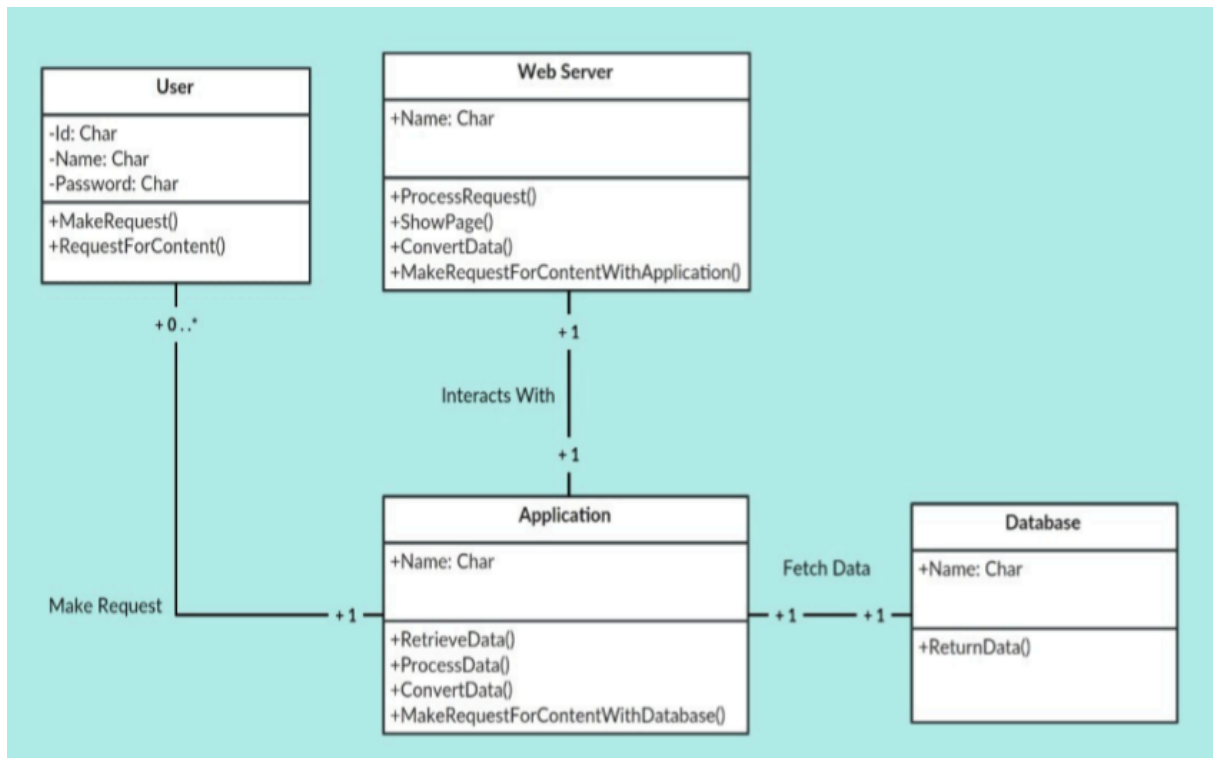 User
-Id: Char
-Name: Char
-Password: Char
+MakeRequest()
+RequestForContent()
+ 0 . . *
Web Server
+Name: Char
+ProcessRequest()
+ShowPage()
+ConvertData()
+MakeRequestForContentWithApplication()
+ 1
Interacts With
+ 1
Application
+Name: Char
+RetrieveData()
+ProcessData()
+ConvertData()
+MakeRequestForContentWithDatabase()
Make Request
+ 1
Fetch Data
+ 1
+ 1
Database
+Name: Char
+ReturnData()